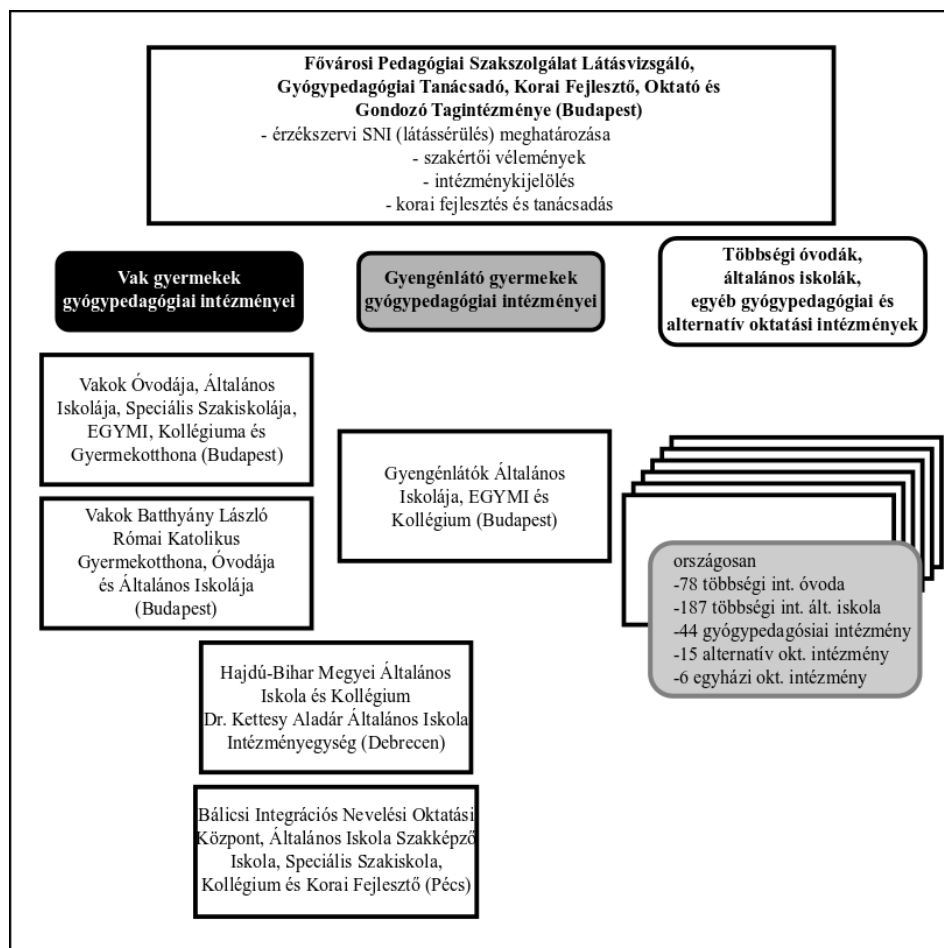 Fővárosi Pedagógiai Szakszolgálat Látásvizsgáló,
Gyógypedagógiai Tanácsadó, Korai Fejlesztő, Oktató és
Gondozó Tagintézménye (Budapest)
- érzékszervi SNI (látássérülés) meghatározása
- szakértői vélemények
- intézménykijelölés
- korai fejlesztés és tanácsadás
Vak gyermekek
gyógypedagógiai intézményei
Gyengénlátó gyermekek
gyógypedagógiai intézményei
Többségi óvodák,
általános iskolák,
egyéb gyógypedagógiai és
alternatív oktatási intézmények
Vakok Óvodája, Általános
Iskolája, Speciális Szakiskolája,
EGYMI, Kollégiuma és
Gyermekotthona (Budapest)
Vakok Batthyány László
Római Katolikus
Gyermekotthona, Óvodája
és Általános Iskolája
(Budapest)
Gyengénlátók Általános
Iskolája, EGYMI és
Kollégium (Budapest)
országosan
-78 többségi int. óvoda
-187 többségi int. ált. iskola
-44 gyógypedagósiai intézmény
-15 alternatív okt. intézmény
-6 egyházi okt. intézmény
Hajdú-Bihar Megyei Általános
Iskola és Kollégium
Dr. Kettesy Aladár Általános Iskola
Intézményegység (Debrecen)
Bálicsi Integrációs Nevelési Oktatási
Központ, Általános Iskola Szakképző
Iskola, Speciális Szakiskola,
Kollégium és Korai Fejlesztő (Pécs)